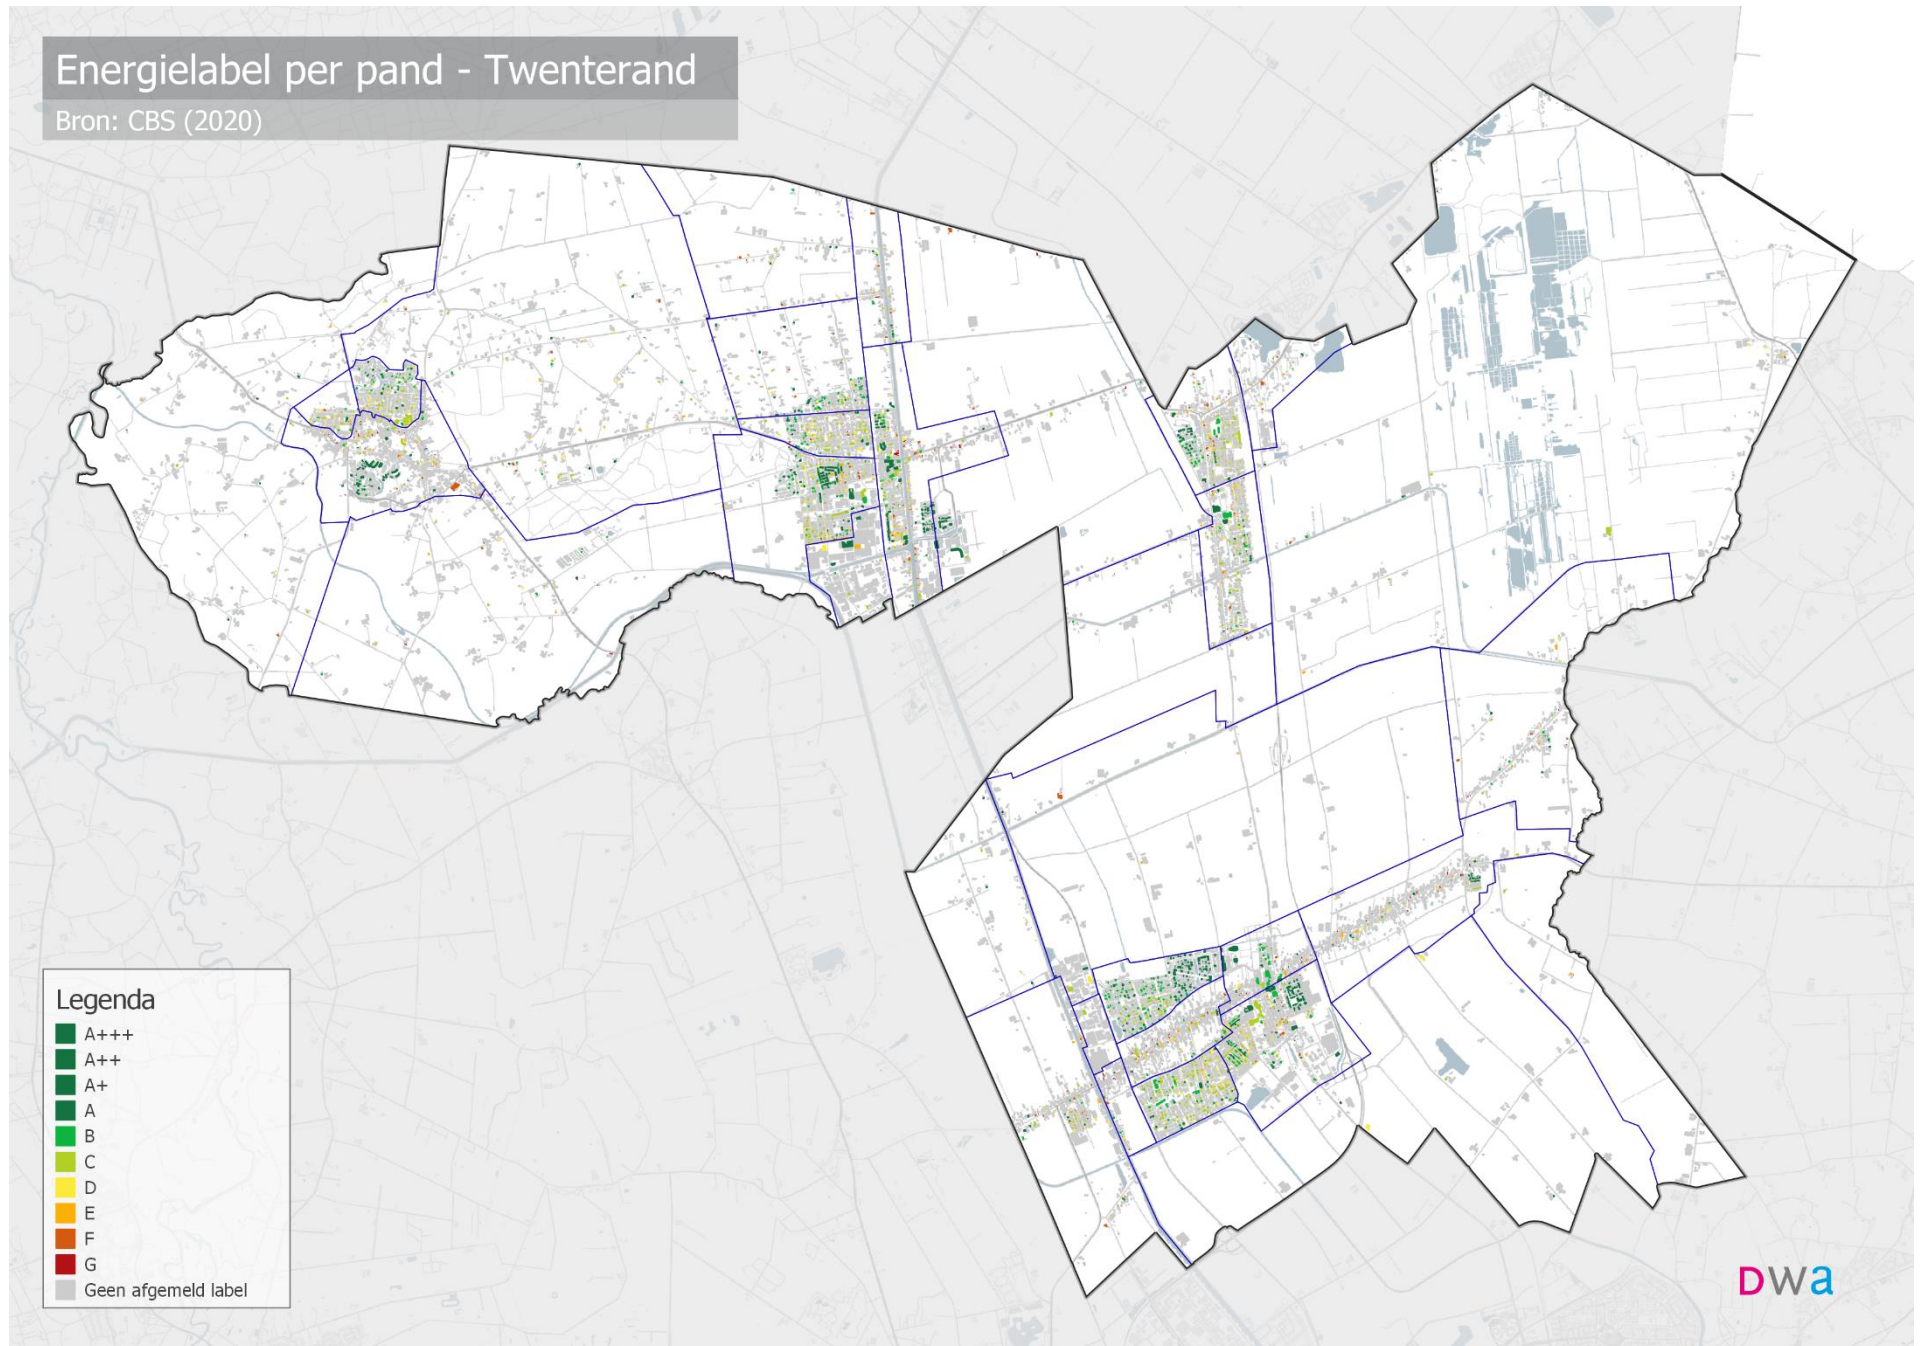 Energielabel per pand - Twenterand
Bron: CBS (2020)
Legenda
A+++
A++
A+
A
B
C
D
E
F
G
Geen afgemeld label
DWa